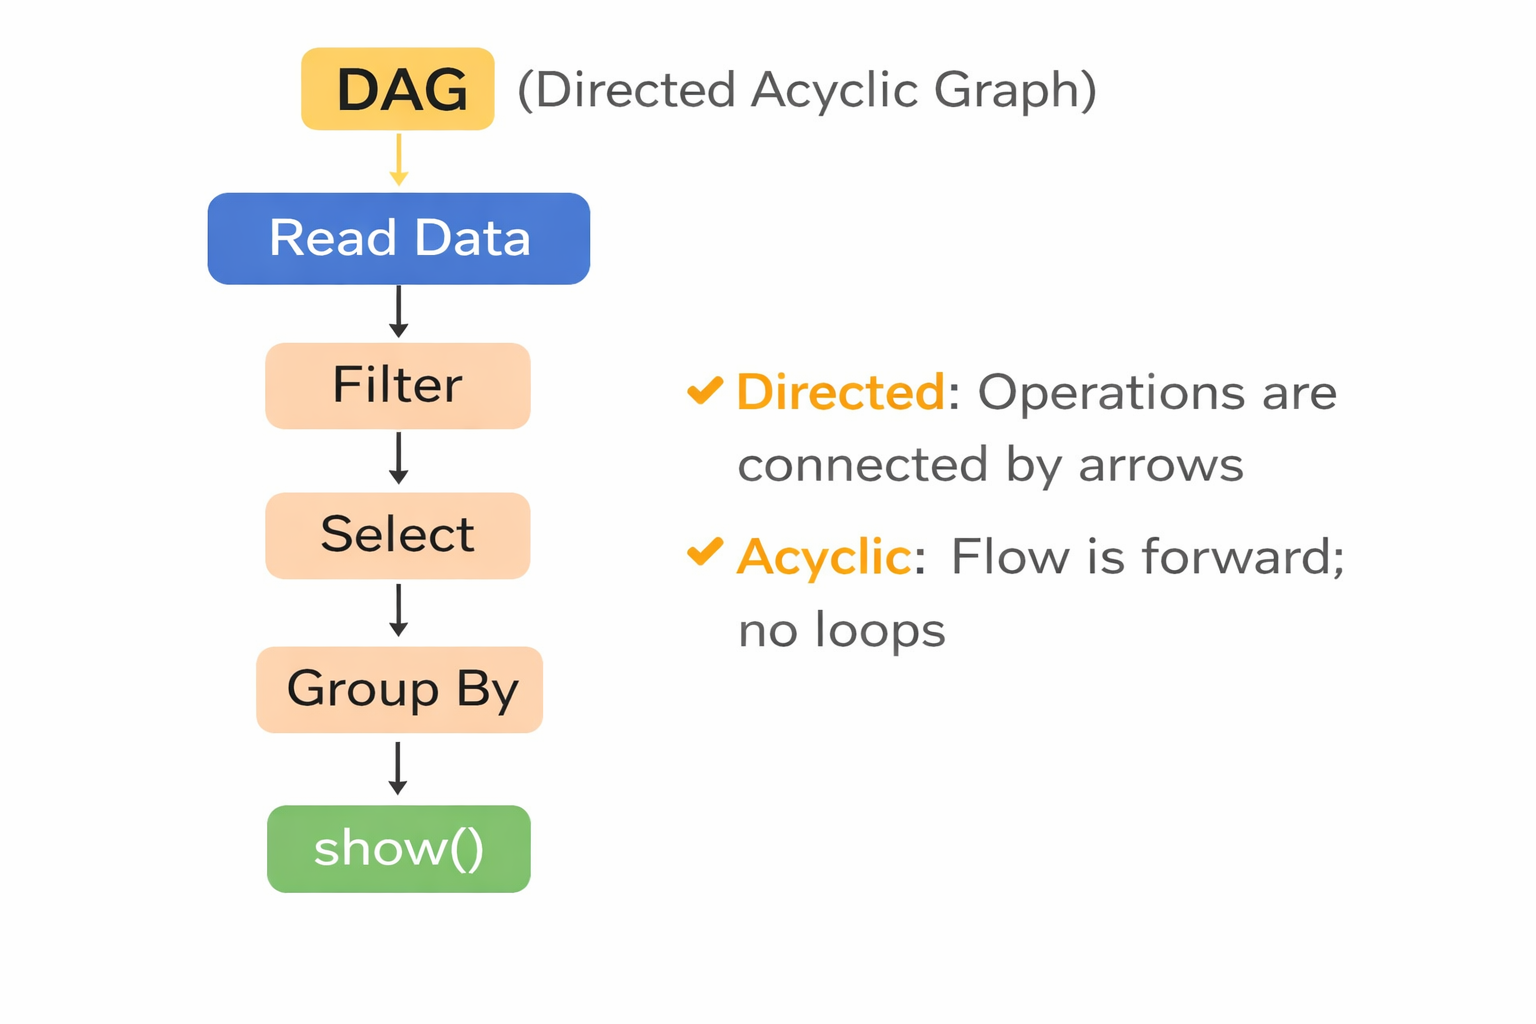 DAG (Directed Acyclic Graph)
Read Data
Filter
Select
Group By
show()
✔ Directed: Operations are
connected by arrows
✔ Acyclic: Flow is forward;
no loops